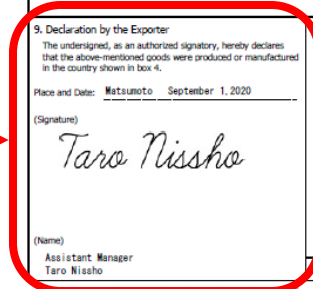 9. Declaration by the Exporter
The undersigned, as an authorized signatory, hereby declares
that the above-mentioned goods were produced or manufactured
in the country shown in box 4.
Place and Date: Matsumoto September 1,2020
(Signature)
Taro Nissho
(Name)
Assistant Manager
Taro Nissho